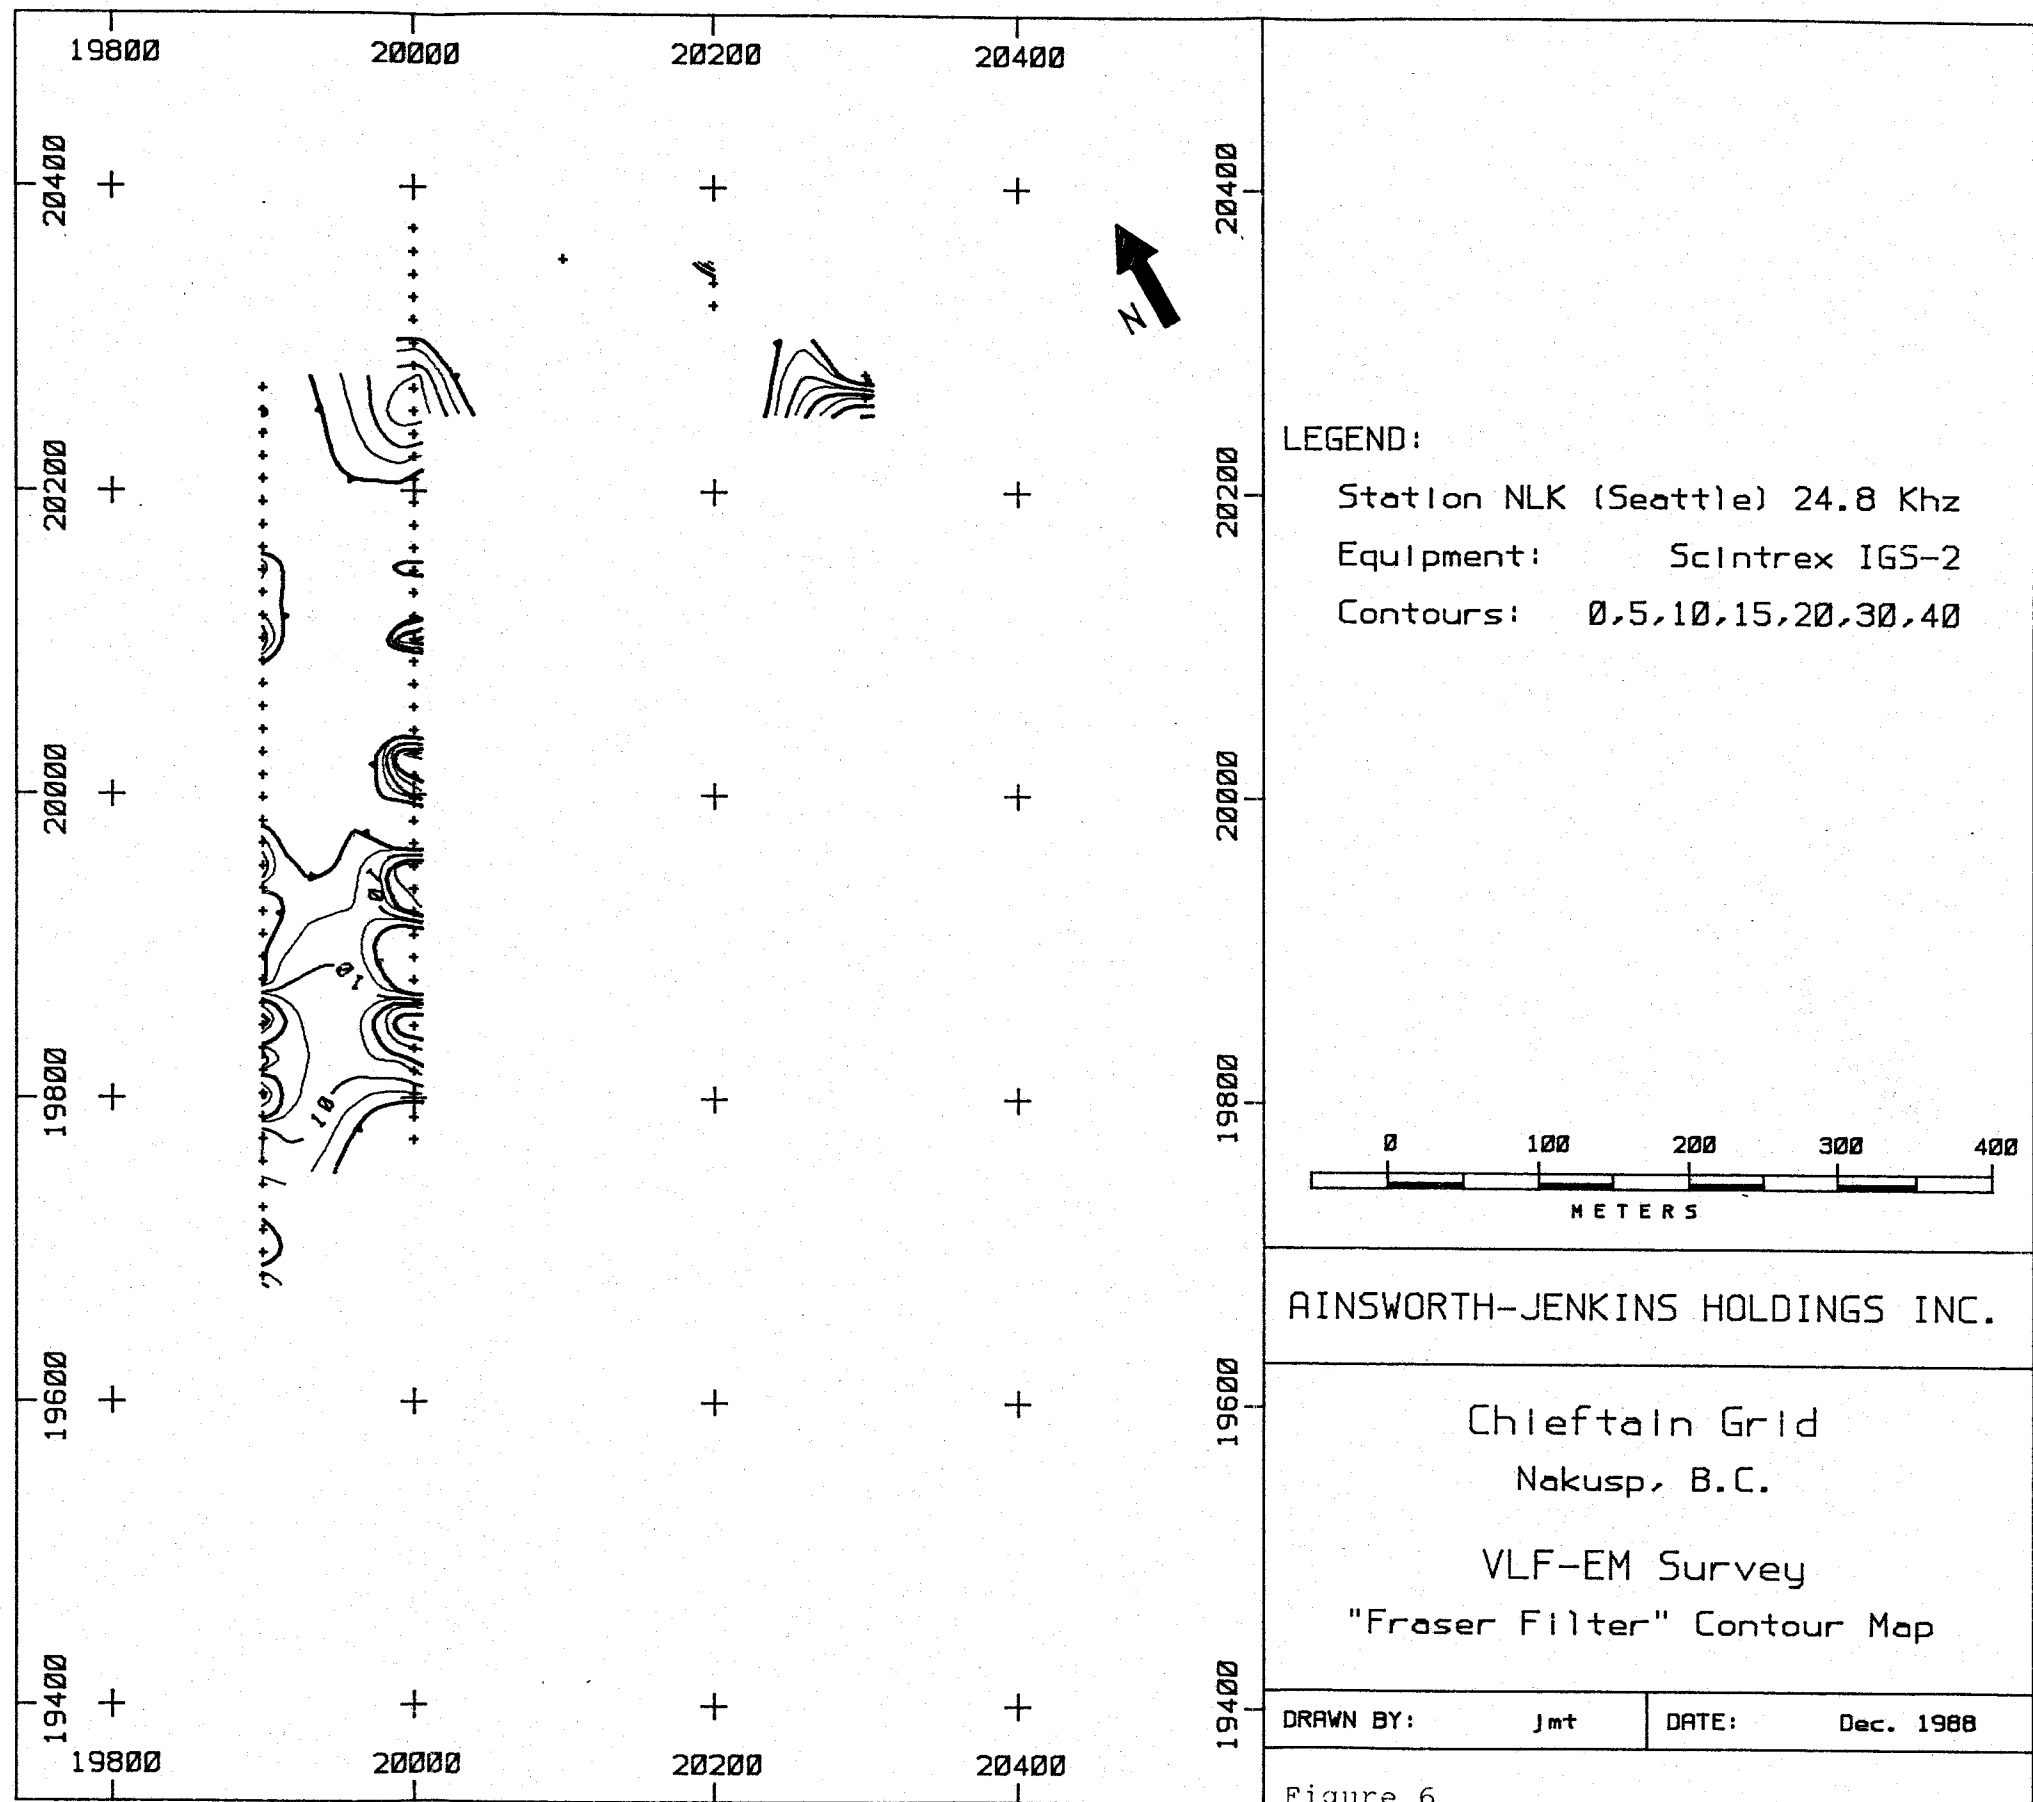 19800 20000 20200 20400
20400
20200
20000
19800
19600
19400
20400
20200
20000
19800
19600
19400
N
10
10
10
19800 20000 20200 20400
LEGEND:
Station NLK (Seattle) 24.8 Khz
Equipment: Scintrex IGS-2
Contours: 0,5,10,15,20,30,40
0 100 200 300 400
METERS
AINSWORTH-JENKINS HOLDINGS INC.
Chieftain Grid
Nakusp, B.C.
VLF-EM Survey
"Fraser Filter" Contour Map
DRAWN BY: jmt DATE: Dec. 1988
Figure 6